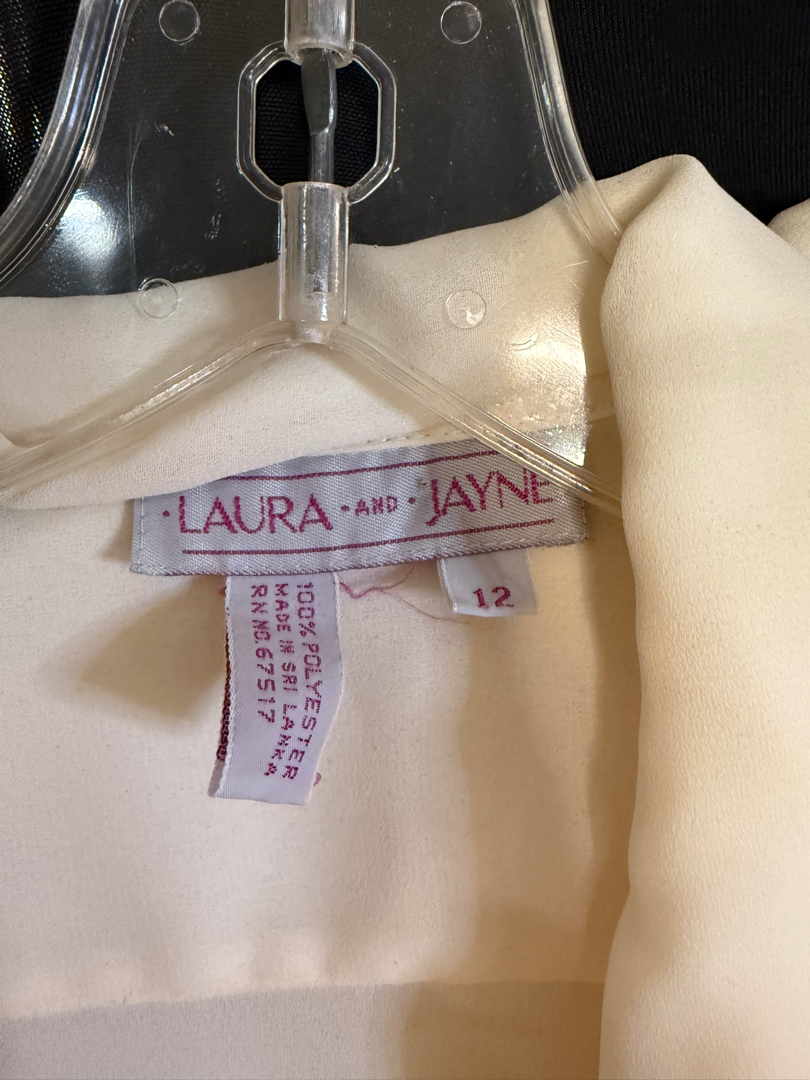 · LAURA · AND · JAYNE
12
100% POLYESTER
MADE IN SRI LANKA
RN NO. 67517